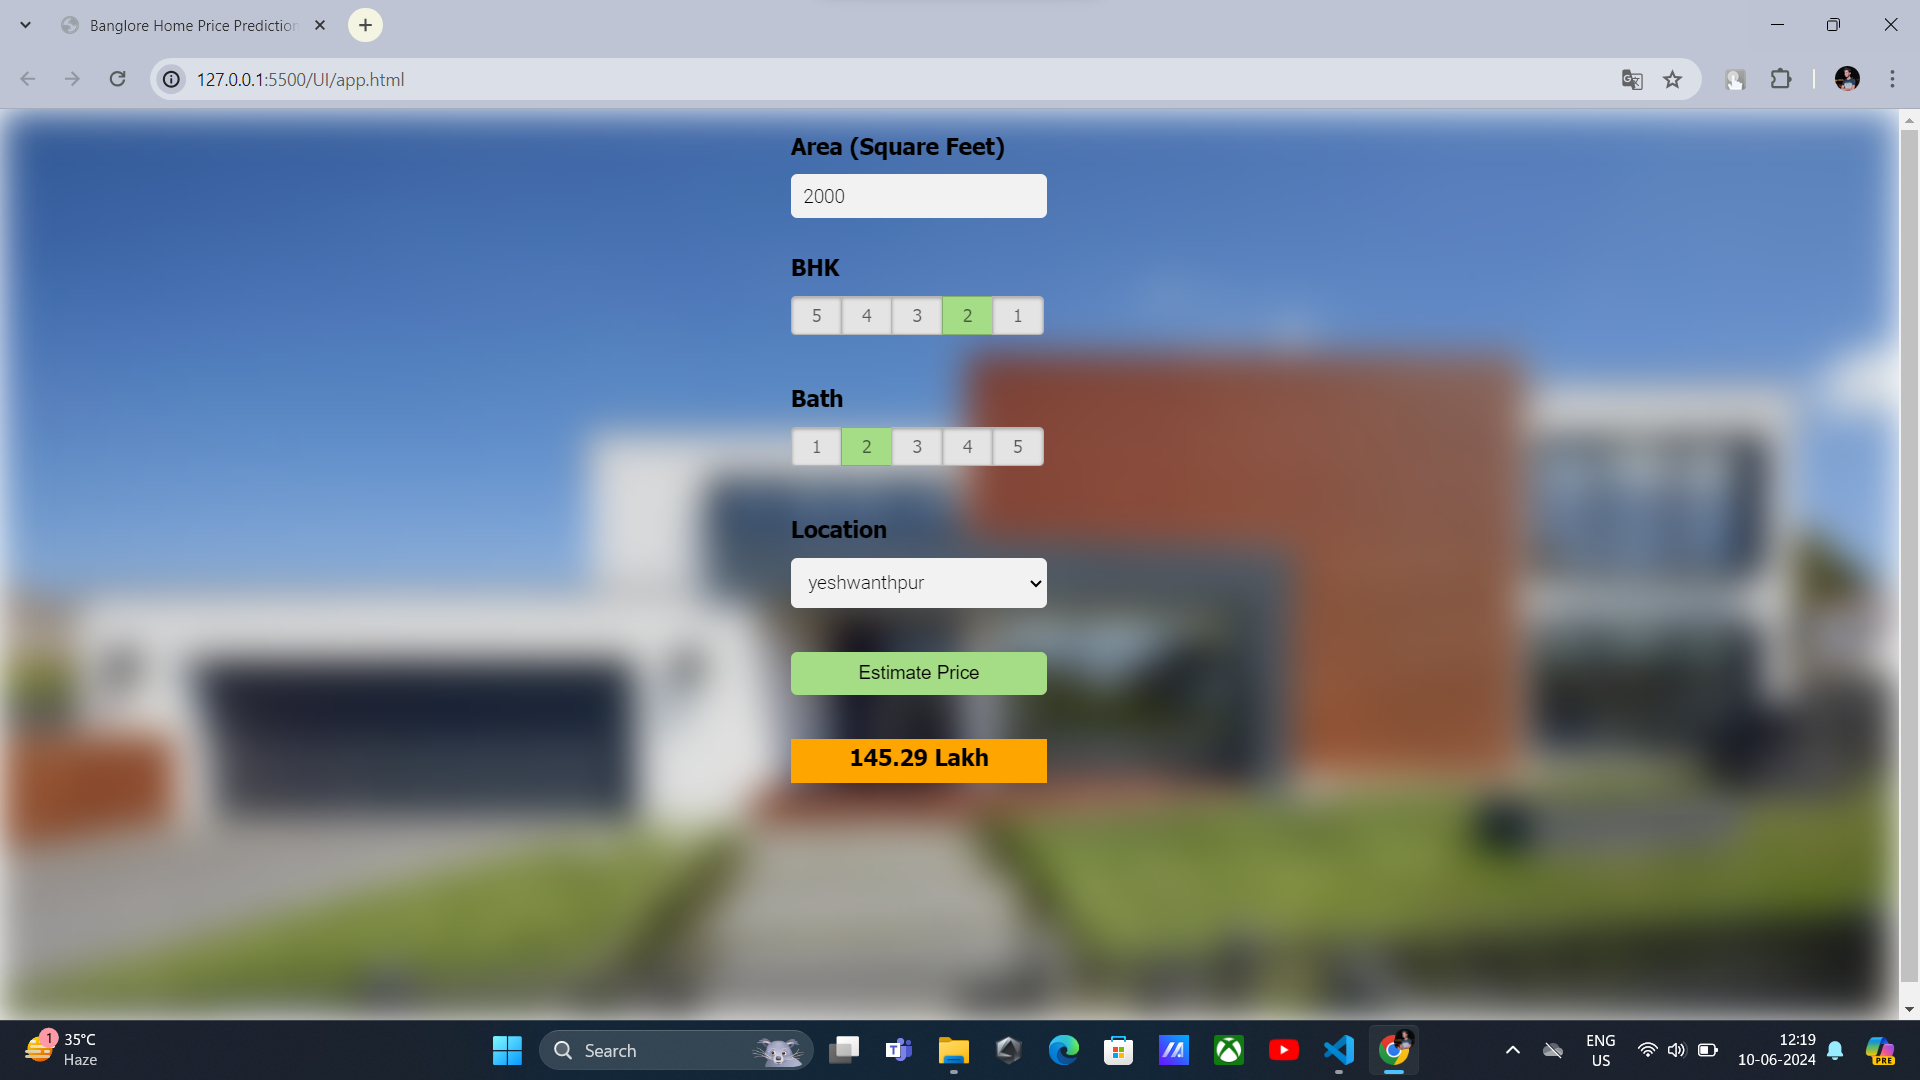 Banglore Home Price Prediction
127.0.0.1:5500/UI/app.html
Area (Square Feet)
2000
BHK
5 4 3 2 1
Bath
1 2 3 4 5
Location
yeshwanthpur
Estimate Price
145.29 Lakh
1
35°C
Haze
Search
ENG
US
12:19
10-06-2024
PRE